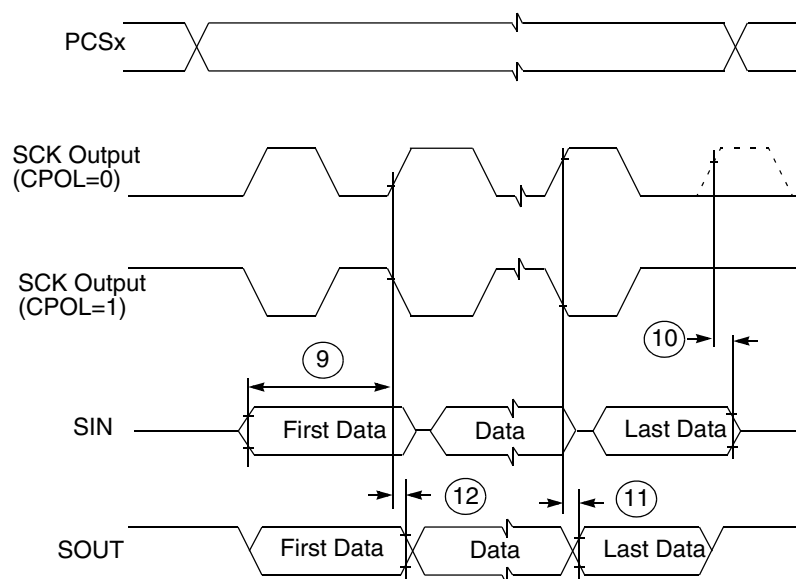 PCSx
SCK Output
(CPOL=0)
SCK Output
(CPOL=1)
10
9
SIN
First Data
Data
Last Data
12
11
SOUT
First Data
Data
Last Data